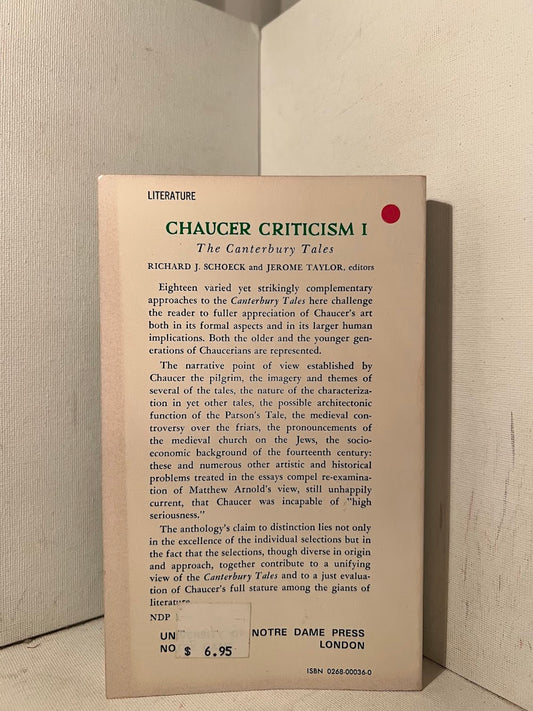 LITERATURE
CHAUCER CRITICISM I
The Canterbury Tales
RICHARD J. SCHOECK and JEROME TAYLOR, editors
Eighteen varied yet strikingly complementary
approaches to the Canterbury Tales here challenge
the reader to fuller appreciation of Chaucer's art
both in its formal aspects and in its larger human
implications. Both the older and the younger gen-
erations of Chaucerians are represented.
The narrative point of view established by
Chaucer the pilgrim, the imagery and themes of
several of the tales, the nature of the characteriza-
tion in yet other tales, the possible architectonic
function of the Parson's Tale, the medieval con-
troversy over the friars, the pronouncements of
the medieval church on the Jews, the socio-
economic background of the fourteenth century:
these and numerous other artistic and historical
problems treated in the essays compel re-examina-
tion of Matthew Arnold's view, still unhappily
current, that Chaucer was incapable of "high
seriousness."
The anthology's claim to distinction lies not only
in the excellence of the individual selections but in
the fact that the selections, though diverse in origin
and approach, together contribute to a unifying
view of the Canterbury Tales and to a just evalua-
tion of Chaucer's full stature among the giants of
literature.
NDP
NOTRE DAME PRESS
LONDON
$ 6.95
ISBN 0268-00036-0